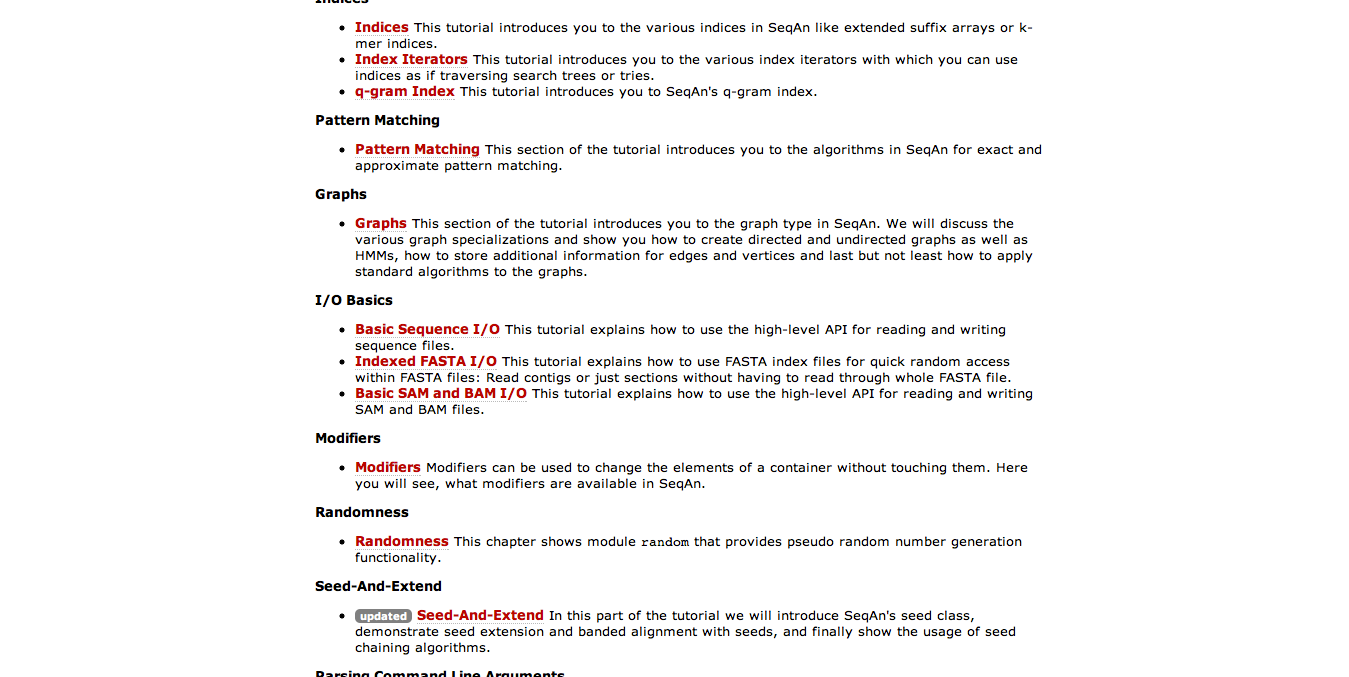 Indices
Indices This tutorial introduces you to the various indices in SeqAn like extended suffix arrays or k-
mer indices.
Index Iterators This tutorial introduces you to the various index iterators with which you can use
indices as if traversing search trees or tries.
q-gram Index This tutorial introduces you to SeqAn's q-gram index.
Pattern Matching
Pattern Matching This section of the tutorial introduces you to the algorithms in SeqAn for exact and
approximate pattern matching.
Graphs
Graphs This section of the tutorial introduces you to the graph type in SeqAn. We will discuss the
various graph specializations and show you how to create directed and undirected graphs as well as
HMMs, how to store additional information for edges and vertices and last but not least how to apply
standard algorithms to the graphs.
I/O Basics
Basic Sequence I/O This tutorial explains how to use the high-level API for reading and writing
sequence files.
Indexed FASTA I/O This tutorial explains how to use FASTA index files for quick random access
within FASTA files: Read contigs or just sections without having to read through whole FASTA file.
Basic SAM and BAM I/O This tutorial explains how to use the high-level API for reading and writing
SAM and BAM files.
Modifiers
Modifiers Modifiers can be used to change the elements of a container without touching them. Here
you will see, what modifiers are available in SeqAn.
Randomness
Randomness This chapter shows module random that provides pseudo random number generation
functionality.
Seed-And-Extend
updated Seed-And-Extend In this part of the tutorial we will introduce SeqAn's seed class,
demonstrate seed extension and banded alignment with seeds, and finally show the usage of seed
chaining algorithms.
Parsing Command Line Arguments